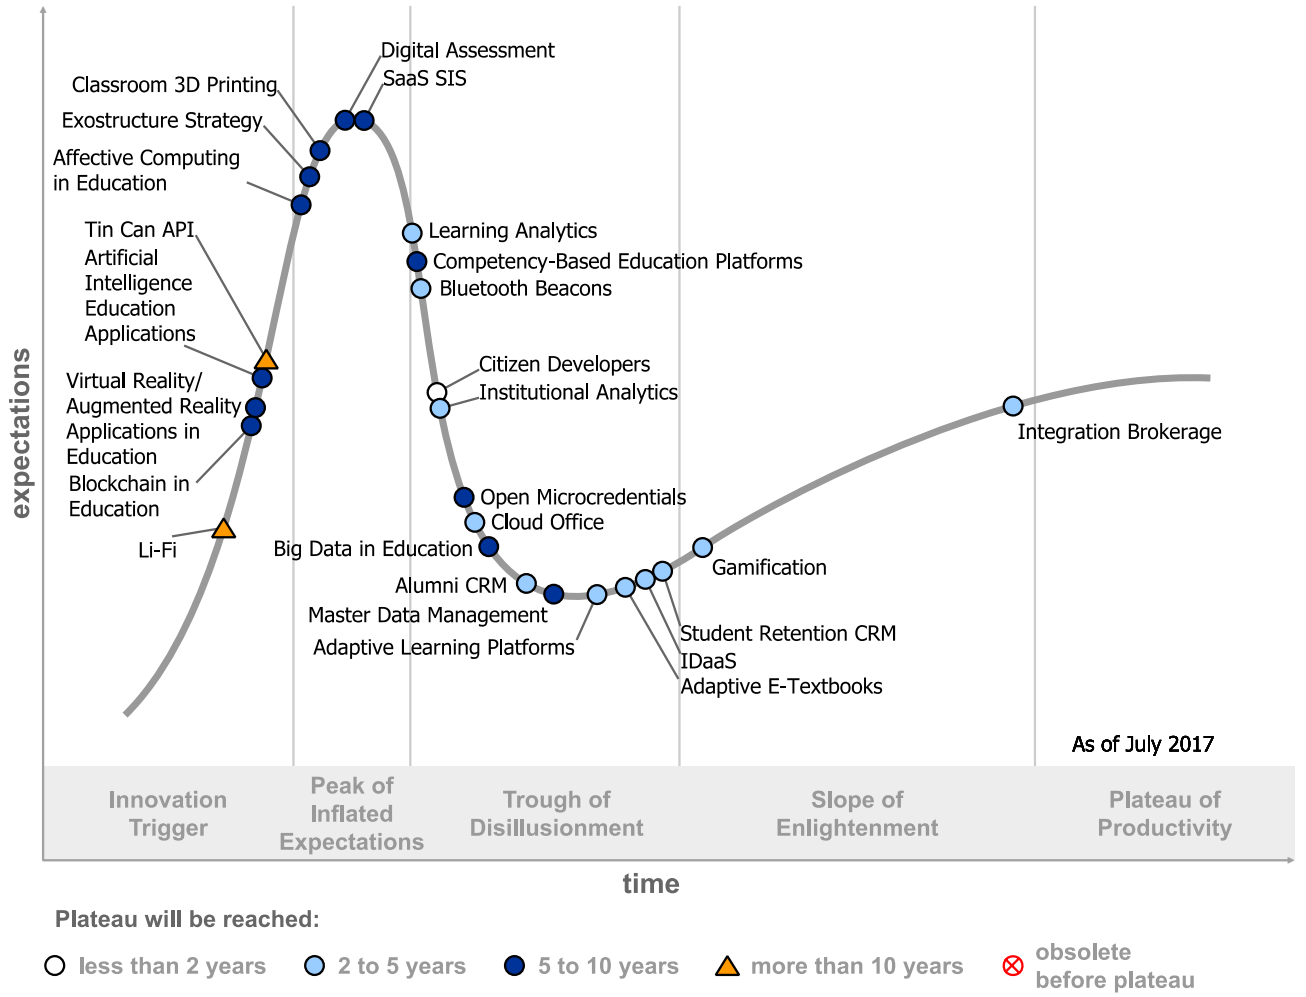 Digital Assessment
SaaS SIS
Classroom 3D Printing
Exostructure Strategy
Affective Computing
in Education
Tin Can API
Artificial
Intelligence
Education
Applications
Virtual Reality/
Augmented Reality
Applications in
Education
Blockchain in
Education
Li-Fi
Learning Analytics
Competency-Based Education Platforms
Bluetooth Beacons
Citizen Developers
Institutional Analytics
Open Microcredentials
Cloud Office
Big Data in Education
Alumni CRM
Master Data Management
Adaptive Learning Platforms
Gamification
Student Retention CRM
IDaaS
Adaptive E-Textbooks
Integration Brokerage
As of July 2017
expectations
Innovation
Trigger
Peak of
Inflated
Expectations
Trough of
Disillusionment
Slope of
Enlightenment
Plateau of
Productivity
time
Plateau will be reached:
less than 2 years
2 to 5 years
5 to 10 years
more than 10 years
obsolete
before plateau